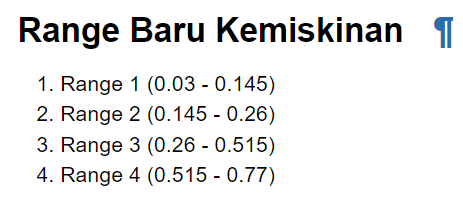 Range Baru Kemiskinan ¶
1. Range 1 (0.03 - 0.145)
2. Range 2 (0.145 - 0.26)
3. Range 3 (0.26 - 0.515)
4. Range 4 (0.515 - 0.77)